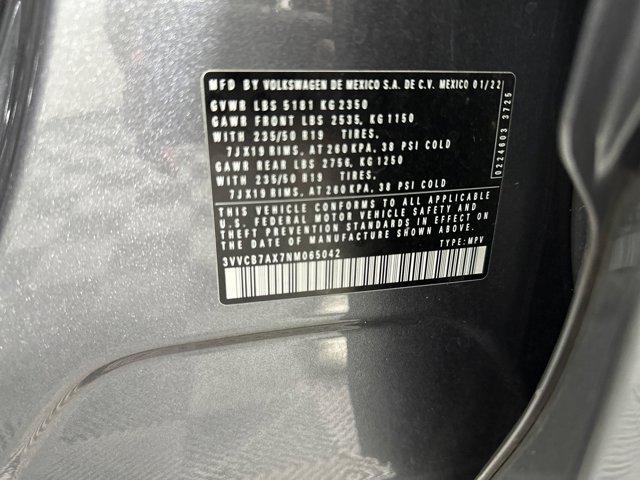 MFD BY VOLKSWAGEN DE MEXICO S.A. DE C.V. MEXICO 01/22
GVWR LBS 5181 KG 2350
GAWR FRONT LBS 2535, KG 1150
WITH 235/50 R19 TIRES.
7JX19 RIMS, AT 260 KPA, 38 PSI COLD
GAWR REAR LBS 2756, KG 1250
WITH 235/50 R19 TIRES.
7JX19 RIMS, AT 260 KPA, 38 PSI COLD
THIS VEHICLE CONFORMS TO ALL APPLICABLE
U.S. FEDERAL MOTOR VEHICLE SAFETY AND
THEFT PREVENTION STANDARDS IN EFFECT ON
THE DATE OF MANUFACTURE SHOWN ABOVE.
3VVCB7AX7NM065042 TYPE: MPV
0224603 3725